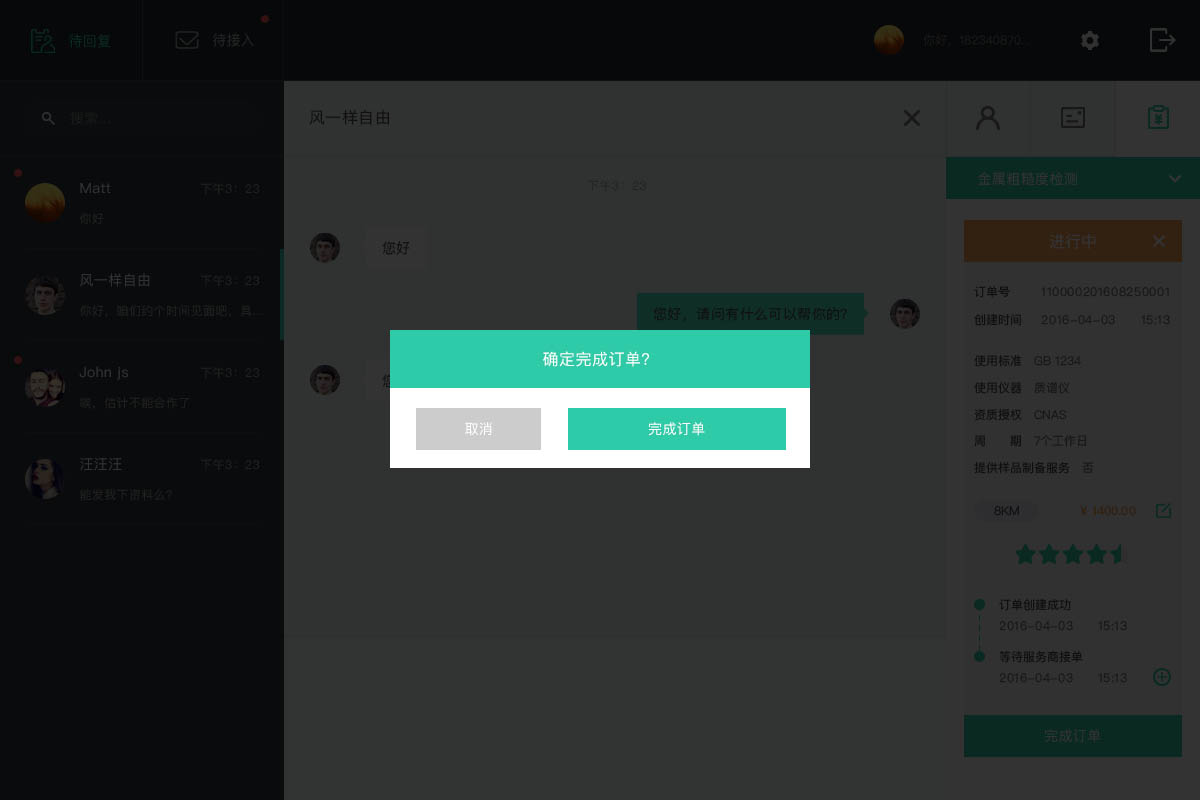 待回复
待接入
你好，182340870...
搜索...
Matt
下午3：23
你好
风一样自由
下午3：23
你好，咱们约个时间见面吧，具...
John js
下午3：23
嘿，估计不能合作了
汪汪汪
下午3：23
能发我下资料么？
风一样自由
下午3：23
您好
您好，请问有什么可以帮你的？
确定完成订单？
取消
完成订单
金属粗糙度检测
进行中
订单号 110000201608250001
创建时间 2016-04-03 15:13
使用标准 GB 1234
使用仪器 质谱仪
资质授权 CNAS
周 期 7个工作日
提供样品制备服务 否
8KM
¥ 1400.00
订单创建成功
2016-04-03 15:13
等待服务商接单
2016-04-03 15:13
完成订单